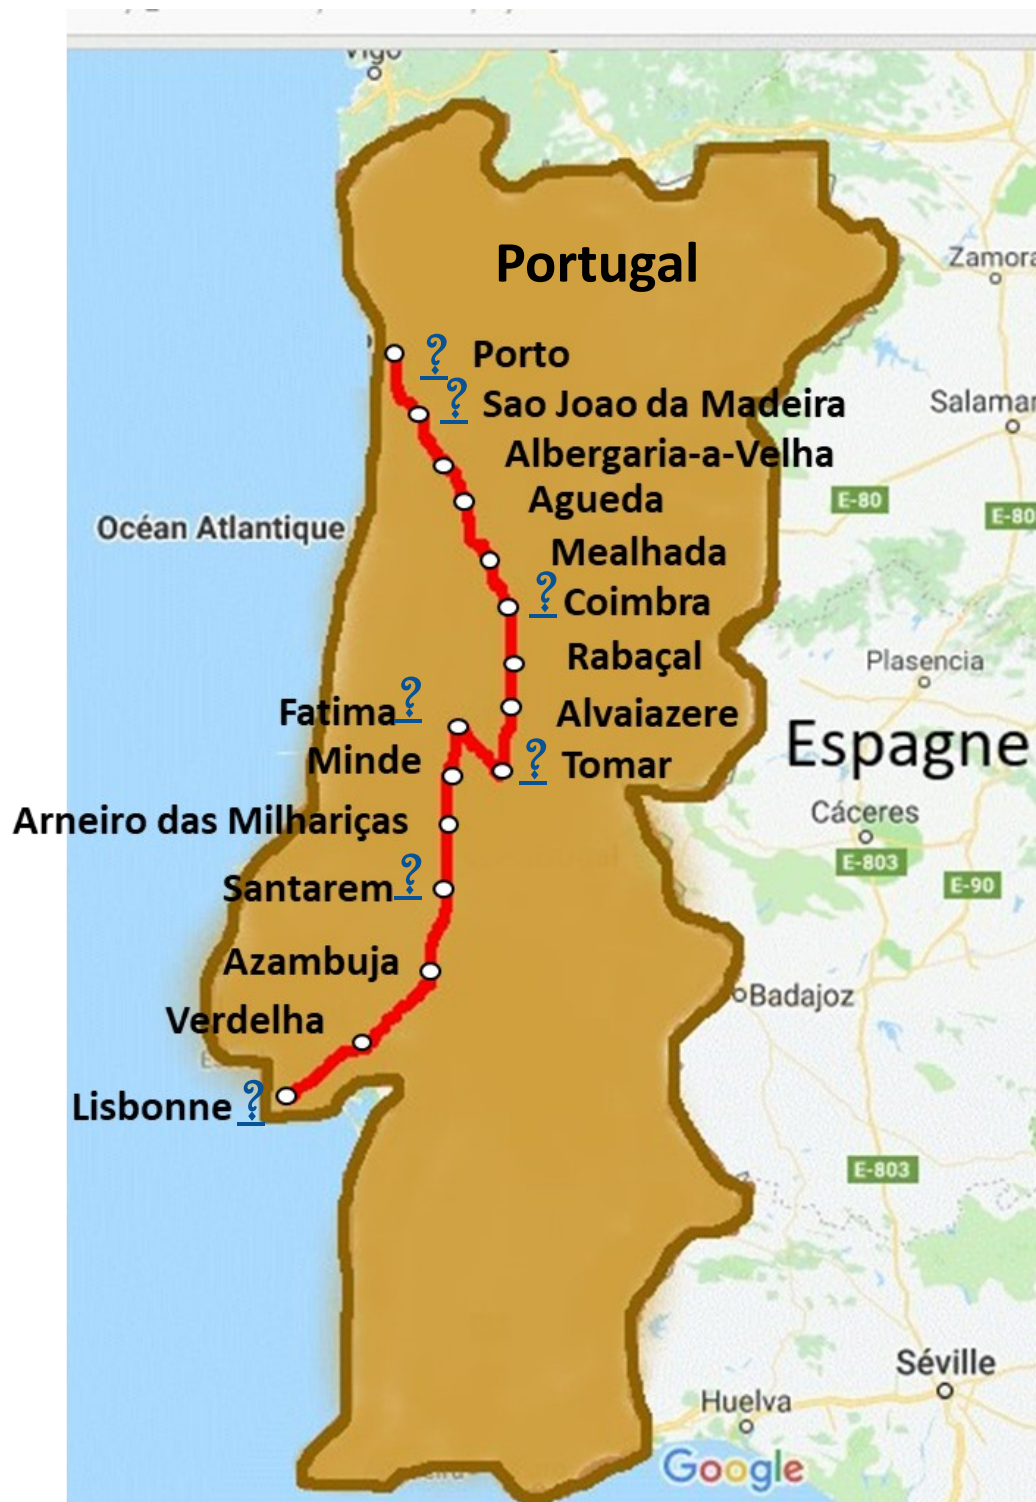 Vigo
Portugal
Zamora
? Porto
? Sao Joao da Madeira
Salaman
Albergaria-a-Velha
Agueda
E-80
E-80
Océan Atlantique
Mealhada
? Coimbra
Rabaçal
Plasencia
Fatima ?
Alvaiazere
Espagne
Minde
? Tomar
Cáceres
Arneiro das Milhariças
E-803
Santarem ?
E-90
Azambuja
Badajoz
Verdelha
Lisbonne ?
E-803
Séville
Huelva
Google